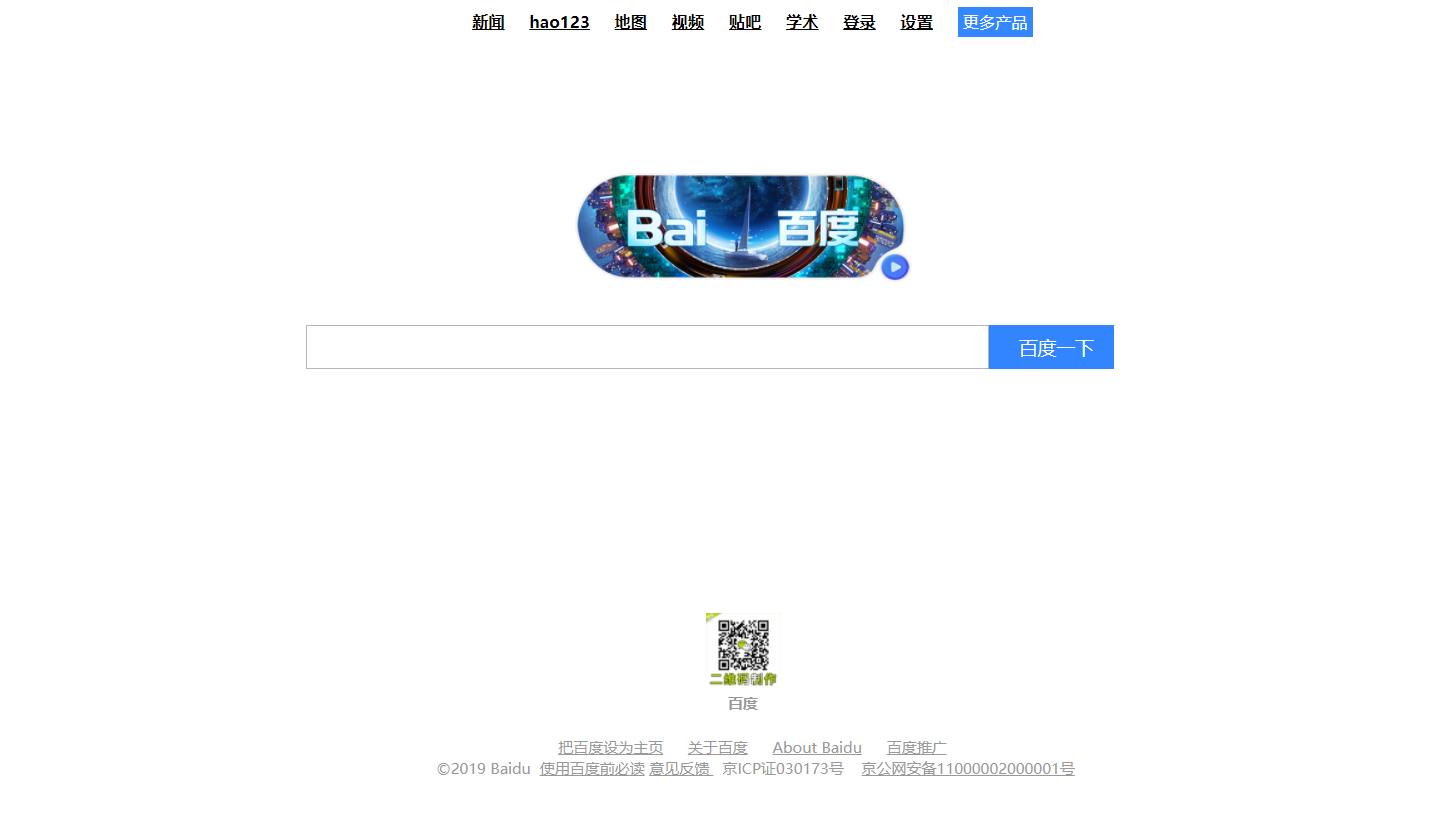 新闻 hao123 地图 视频 贴吧 学术 登录 设置 更多产品
Bai 百度
百度一下
二维码制作
百度
把百度设为主页 关于百度 About Baidu 百度推广
©2019 Baidu 使用百度前必读 意见反馈 京ICP证030173号 京公网安备11000002000001号